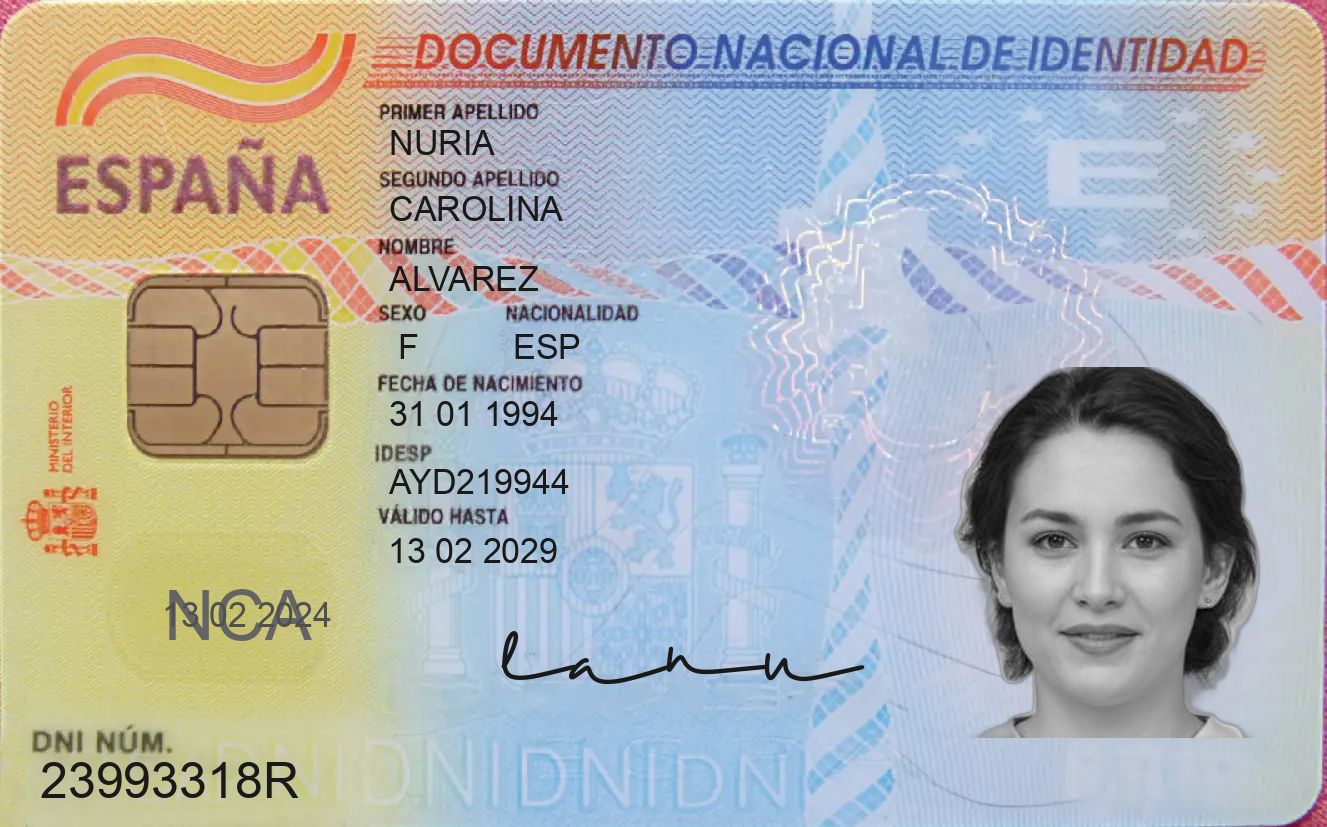 DOCUMENTO NACIONAL DE IDENTIDAD
ESPAÑA
E
PRIMER APELLIDO
NURIA
SEGUNDO APELLIDO
CAROLINA
NOMBRE
ALVAREZ
SEXO NACIONALIDAD
F ESP
FECHA DE NACIMIENTO
31 01 1994
IDESP
AYD219944
VÁLIDO HASTA
13 02 2029
MINISTERIO
DEL INTERIOR
NCA
13 02 2024
DNI NÚM.
23993318R
DNIDNIDNIDNI